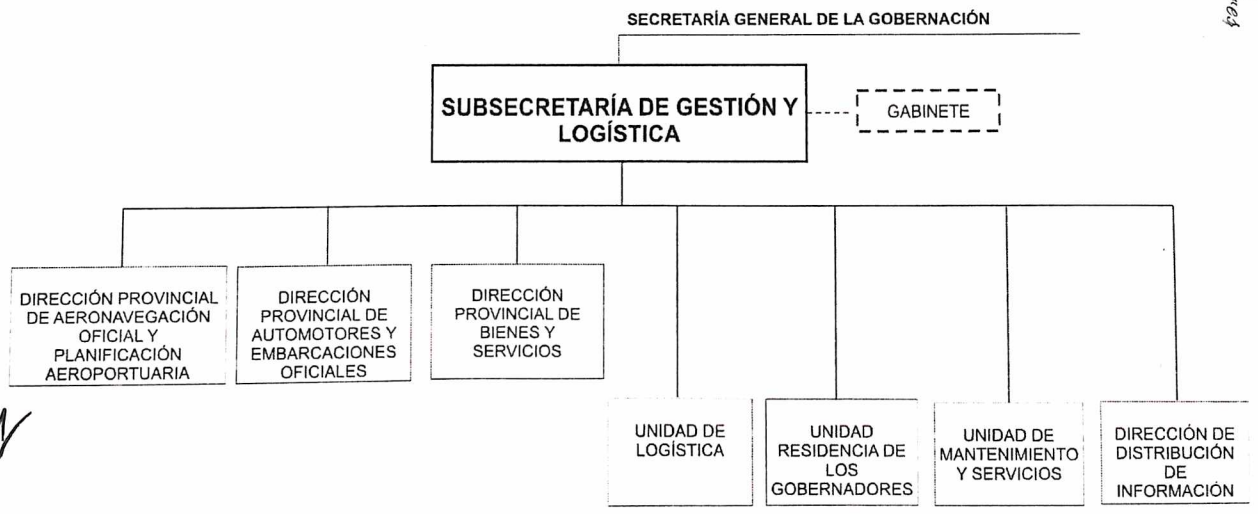 SECRETARÍA GENERAL DE LA GOBERNACIÓN
SUBSECRETARÍA DE GESTIÓN Y
LOGÍSTICA
GABINETE
DIRECCIÓN PROVINCIAL
DE AERONAVEGACIÓN
OFICIAL Y
PLANIFICACIÓN
AEROPORTUARIA
DIRECCIÓN
PROVINCIAL DE
AUTOMOTORES Y
EMBARCACIONES
OFICIALES
DIRECCIÓN
PROVINCIAL DE
BIENES Y
SERVICIOS
UNIDAD DE
LOGÍSTICA
UNIDAD
RESIDENCIA DE
LOS
GOBERNADORES
UNIDAD DE
MANTENIMIENTO
Y SERVICIOS
DIRECCIÓN DE
DISTRIBUCIÓN
DE
INFORMACIÓN